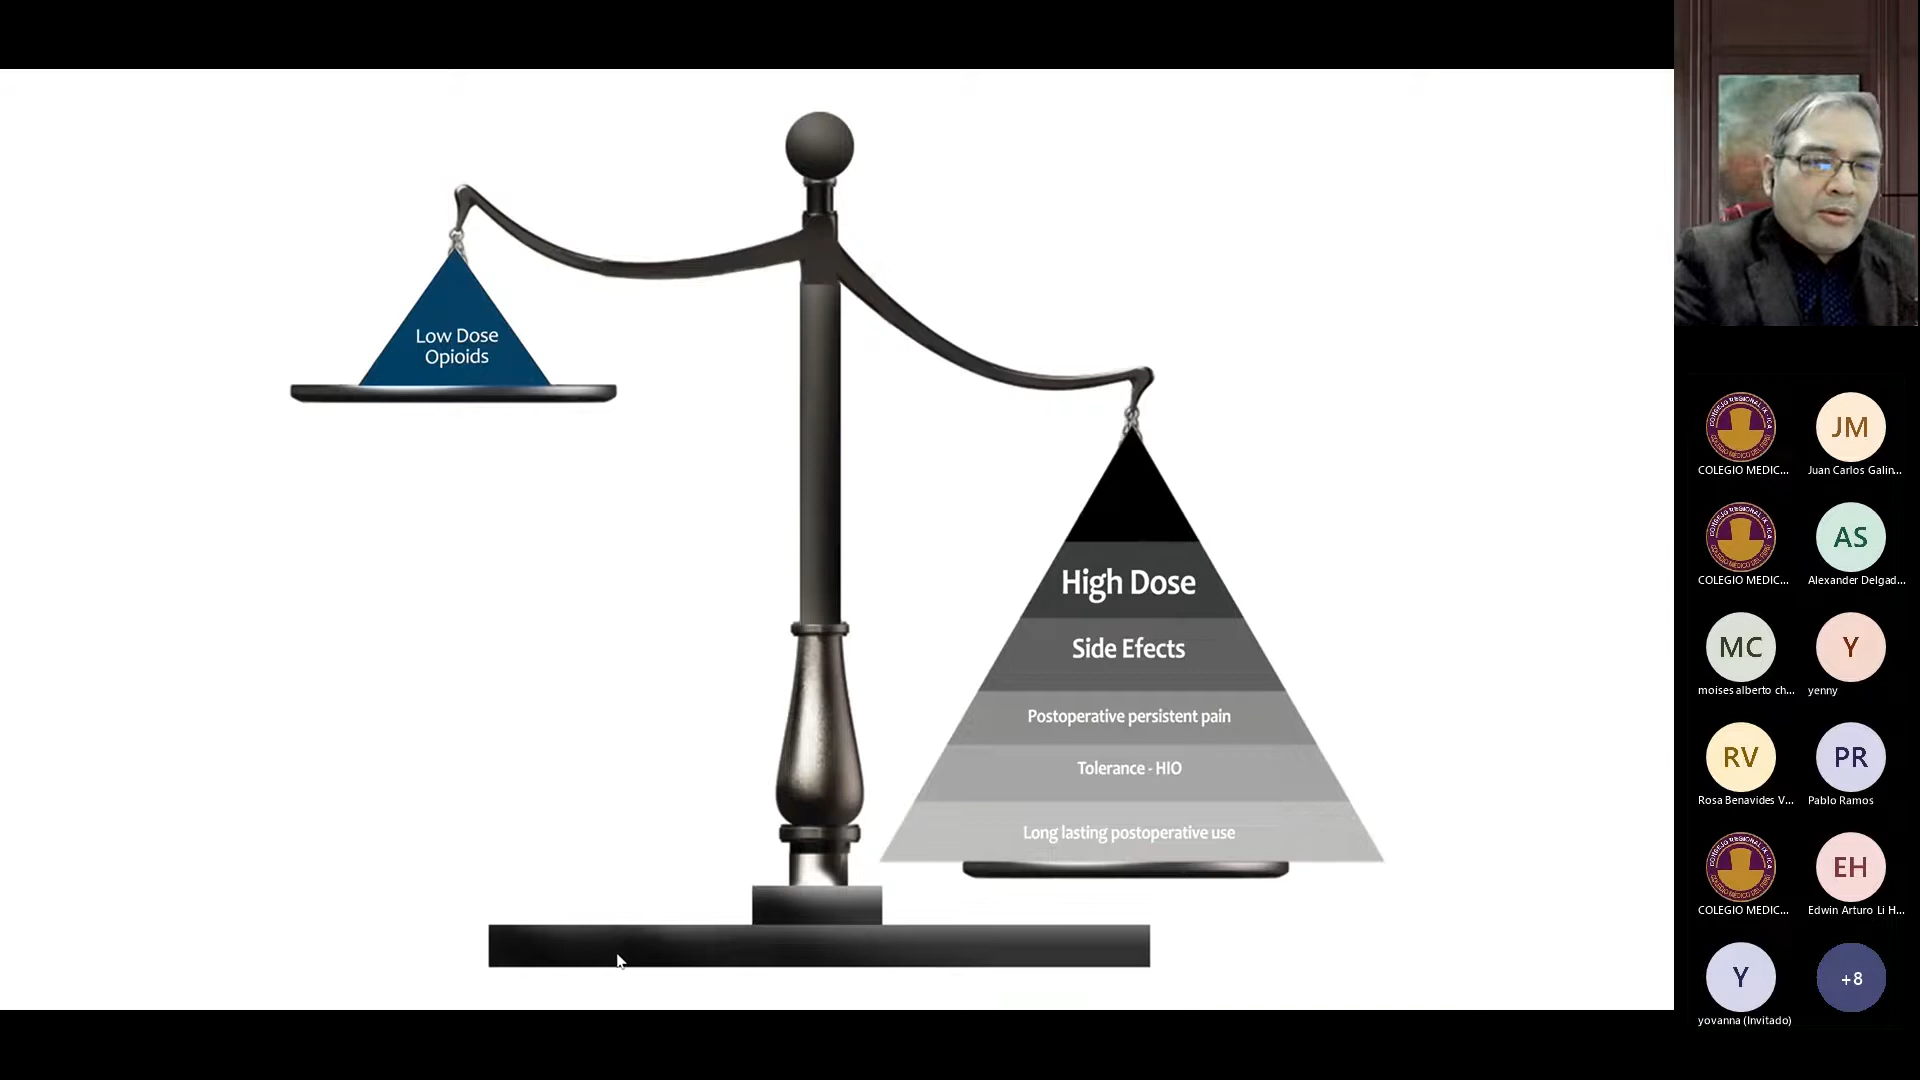 Low Dose
Opioids
High Dose
Side Efects
Postoperative persistent pain
Tolerance - HIO
Long lasting postoperative use
COLEGIO MEDIC...
JM
Juan Carlos Galin...
COLEGIO MEDIC...
AS
Alexander Delgad...
MC
moises alberto ch...
Y
yenny
RV
Rosa Benavides V...
PR
Pablo Ramos
COLEGIO MEDIC...
EH
Edwin Arturo Li H...
Y
yovanna (Invitado)
+8